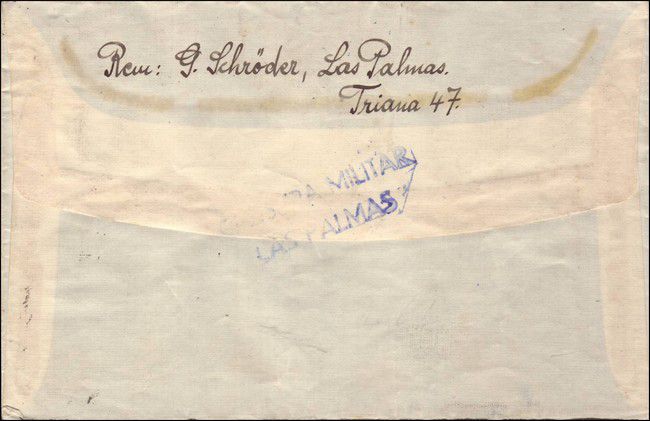 Rem: G. Schröder, Las Palmas.
Triana 47.
MILITAR
LAS PALMAS